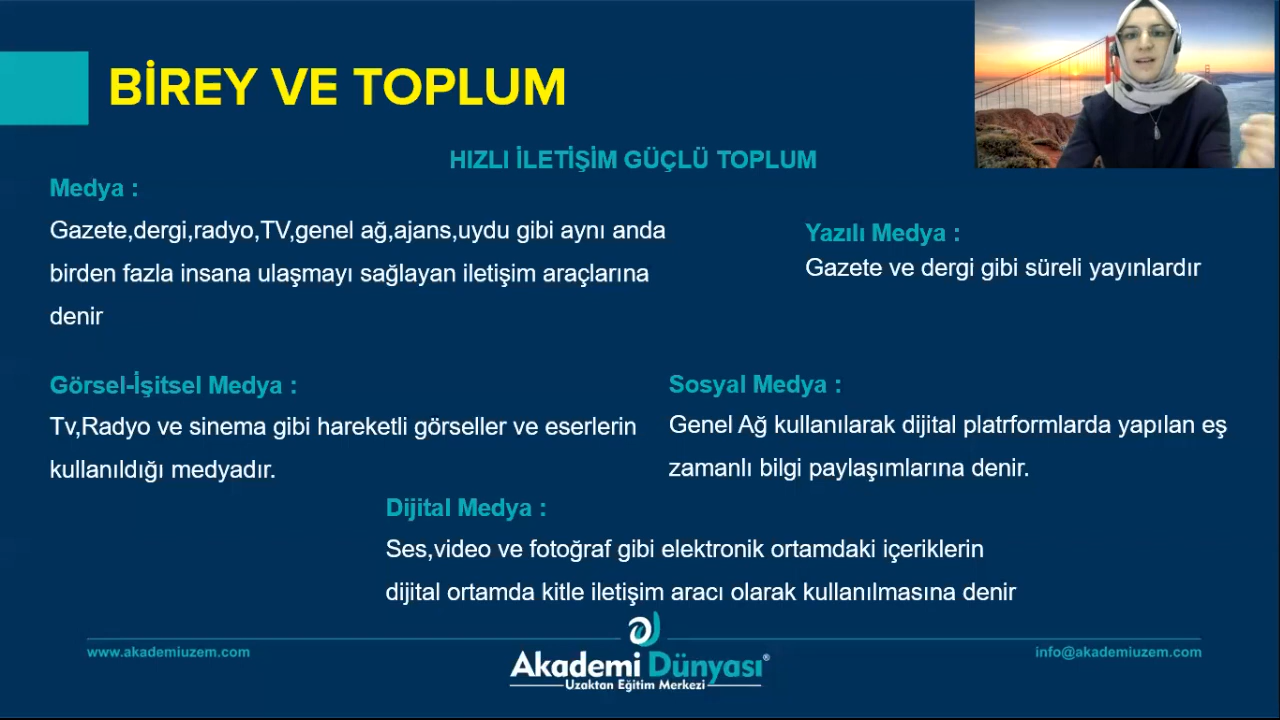 BİREY VE TOPLUM
HIZLI İLETİŞİM GÜÇLÜ TOPLUM
Medya :
Gazete,dergi,radyo,TV,genel ağ,ajans,uydu gibi aynı anda
birden fazla insana ulaşmayı sağlayan iletişim araçlarına
denir
Yazılı Medya :
Gazete ve dergi gibi süreli yayınlardır
Görsel-İşitsel Medya :
Tv,Radyo ve sinema gibi hareketli görseller ve eserlerin
kullanıldığı medyadır.
Sosyal Medya :
Genel Ağ kullanılarak dijital platrformlarda yapılan eş
zamanlı bilgi paylaşımlarına denir.
Dijital Medya :
Ses,video ve fotoğraf gibi elektronik ortamdaki içeriklerin
dijital ortamda kitle iletişim aracı olarak kullanılmasına denir
www.akademiuzem.com
Akademi Dünyası®
Uzaktan Eğitim Merkezi
info@akademiuzem.com